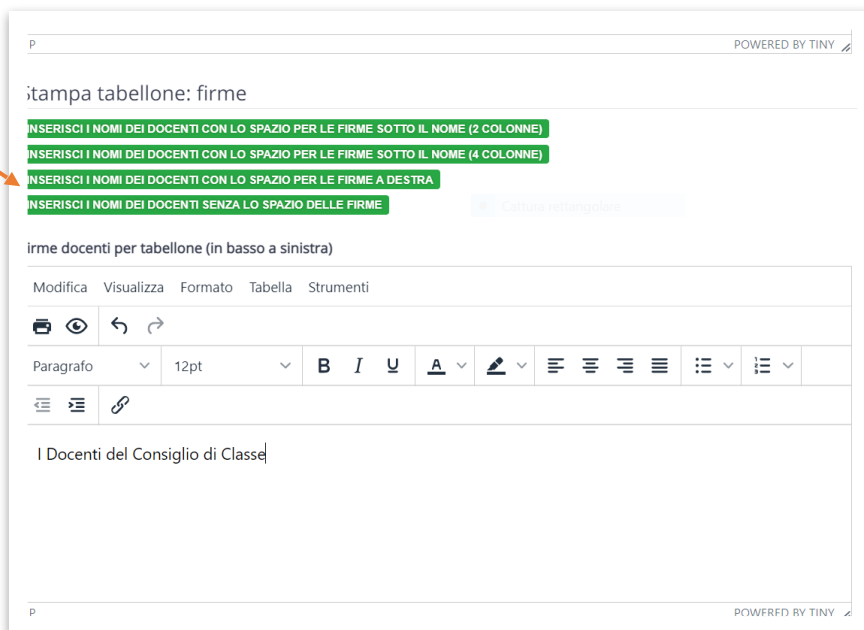 P POWERED BY TINY
Stampa tabellone: firme
INSERISCI I NOMI DEI DOCENTI CON LO SPAZIO PER LE FIRME SOTTO IL NOME (2 COLONNE)
INSERISCI I NOMI DEI DOCENTI CON LO SPAZIO PER LE FIRME SOTTO IL NOME (4 COLONNE)
INSERISCI I NOMI DEI DOCENTI CON LO SPAZIO PER LE FIRME A DESTRA
INSERISCI I NOMI DEI DOCENTI SENZA LO SPAZIO DELLE FIRME
Cattura rettangolare
irme docenti per tabellone (in basso a sinistra)
Modifica Visualizza Formato Tabella Strumenti
Paragrafo 12pt B I U A
I Docenti del Consiglio di Classe
P POWERED BY TINY